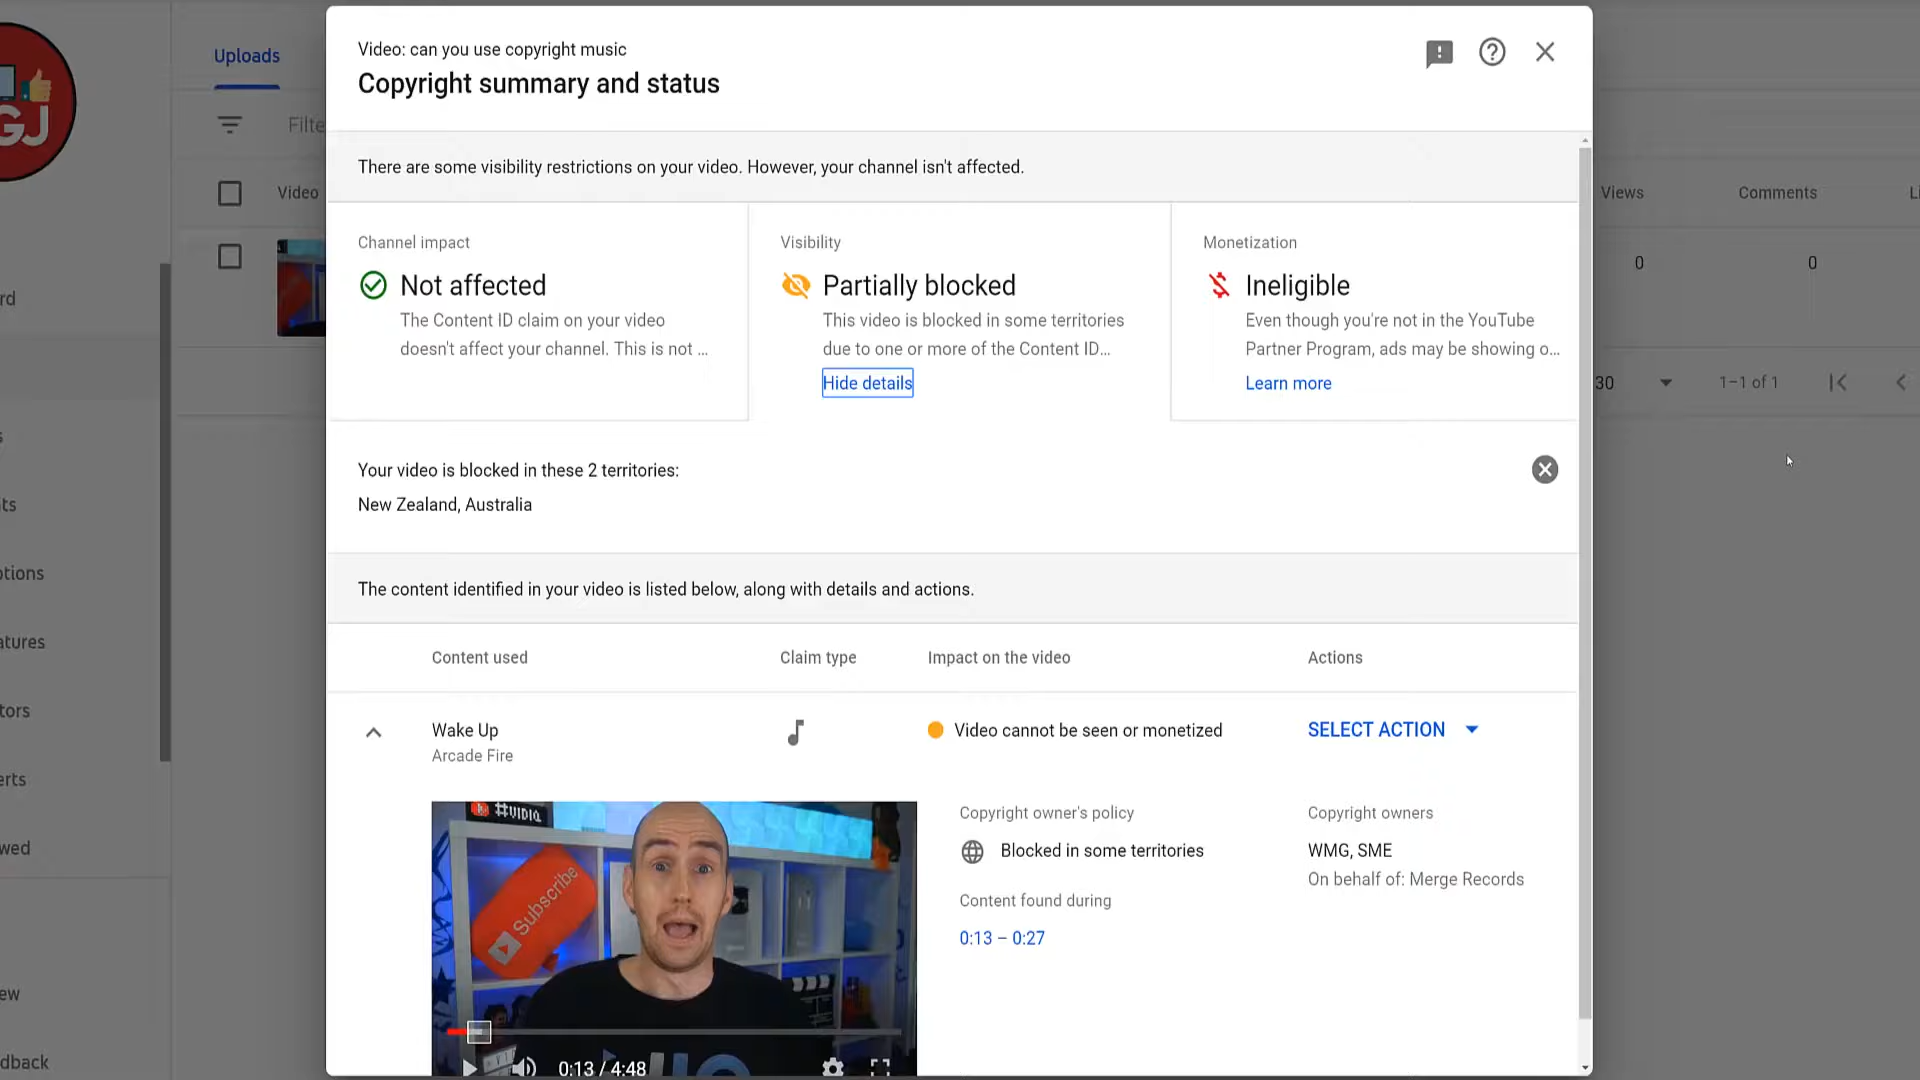 Video: can you use copyright music
Copyright summary and status
There are some visibility restrictions on your video. However, your channel isn't affected.
Channel impact
Not affected
The Content ID claim on your video
doesn't affect your channel. This is not ...
Visibility
Partially blocked
This video is blocked in some territories
due to one or more of the Content ID...
Hide details
Monetization
Ineligible
Even though you're not in the YouTube
Partner Program, ads may be showing o...
Learn more
Your video is blocked in these 2 territories:
New Zealand, Australia
The content identified in your video is listed below, along with details and actions.
Content used Claim type Impact on the video Actions
Wake Up
Arcade Fire
Video cannot be seen or monetized
SELECT ACTION
Copyright owner's policy
Blocked in some territories
Content found during
0:13 – 0:27
Copyright owners
WMG, SME
On behalf of: Merge Records
#VIDIQ
Subscribe
0:13 / 4:48
GJ
Uploads
Filte
Video
Views Comments Li
0 0
30 1–1 of 1
rd
s
ts
otions
atures
tors
erts
wed
ew
dback